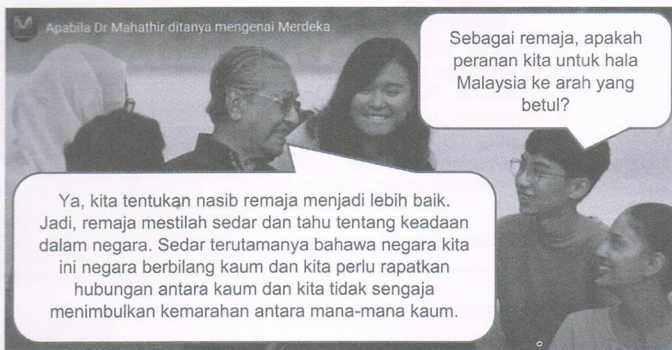 Apabila Dr Mahathir ditanya mengenai Merdeka
Sebagai remaja, apakah
peranan kita untuk hala
Malaysia ke arah yang
betul?
Ya, kita tentukan nasib remaja menjadi lebih baik.
Jadi, remaja mestilah sedar dan tahu tentang keadaan
dalam negara. Sedar terutamanya bahawa negara kita
ini negara berbilang kaum dan kita perlu rapatkan
hubungan antara kaum dan kita tidak sengaja
menimbulkan kemarahan antara mana-mana kaum.